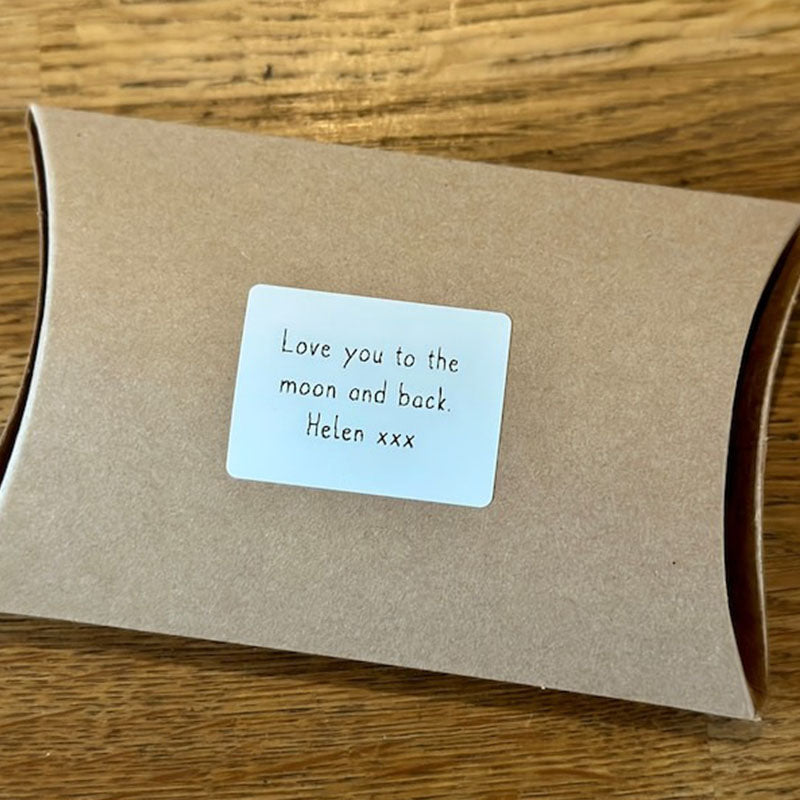 Love you to the
moon and back.
Helen xxx